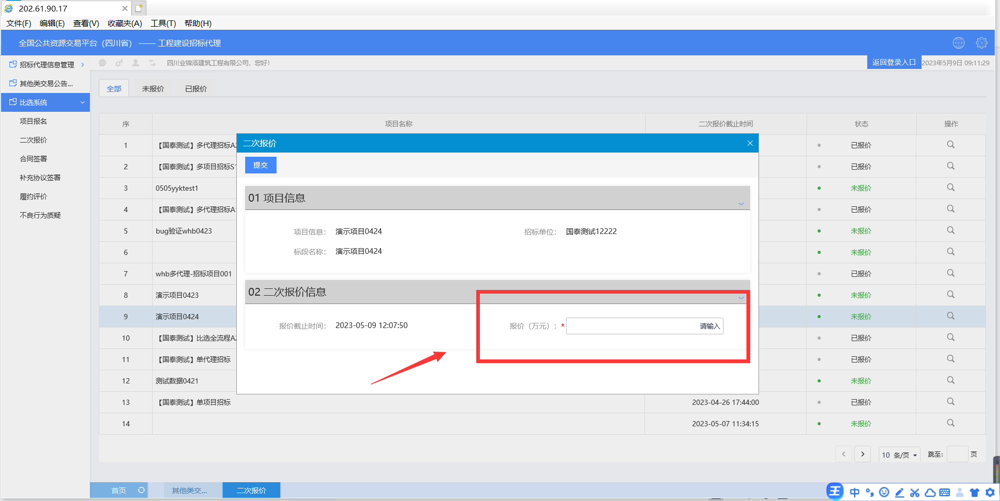 202.61.90.17
文件(F) 编辑(E) 查看(V) 收藏夹(A) 工具(T) 帮助(H)
全国公共资源交易平台（四川省） —— 工程建设招标代理
招标代理信息管理
四川业锦添建筑工程有限公司，您好！
返回登录入口
2023年5月9日 09:11:29
其他类交易公告...
比选系统
项目报名
二次报价
合同签署
补充协议签署
履约评价
不良行为质疑
全部 未报价 已报价
序 项目名称 二次报价截止时间 状态 操作
1 【国泰测试】多代理招标A 已报价
2 【国泰测试】多项目招标S 已报价
3 0505yyktest1 未报价
4 【国泰测试】多代理招标A 已报价
5 bug验证whb0423 未报价
6 未报价
7 whb多代理-招标项目001 已报价
8 演示项目0423 未报价
9 演示项目0424 未报价
10 【国泰测试】比选全流程A 已报价
11 【国泰测试】单代理招标 已报价
12 测试数据0421 未报价
13 【国泰测试】单项目招标 2023-04-26 17:44:00 已报价
14 2023-05-07 11:34:15 未报价
二次报价
提交
01 项目信息
项目信息： 演示项目0424 招标单位： 国泰测试12222
标段名称： 演示项目0424
02 二次报价信息
报价截止时间： 2023-05-09 12:07:50 报价（万元）：* 请输入
10 条/页 跳至: 页
首页 其他类交... 二次报价
王 中